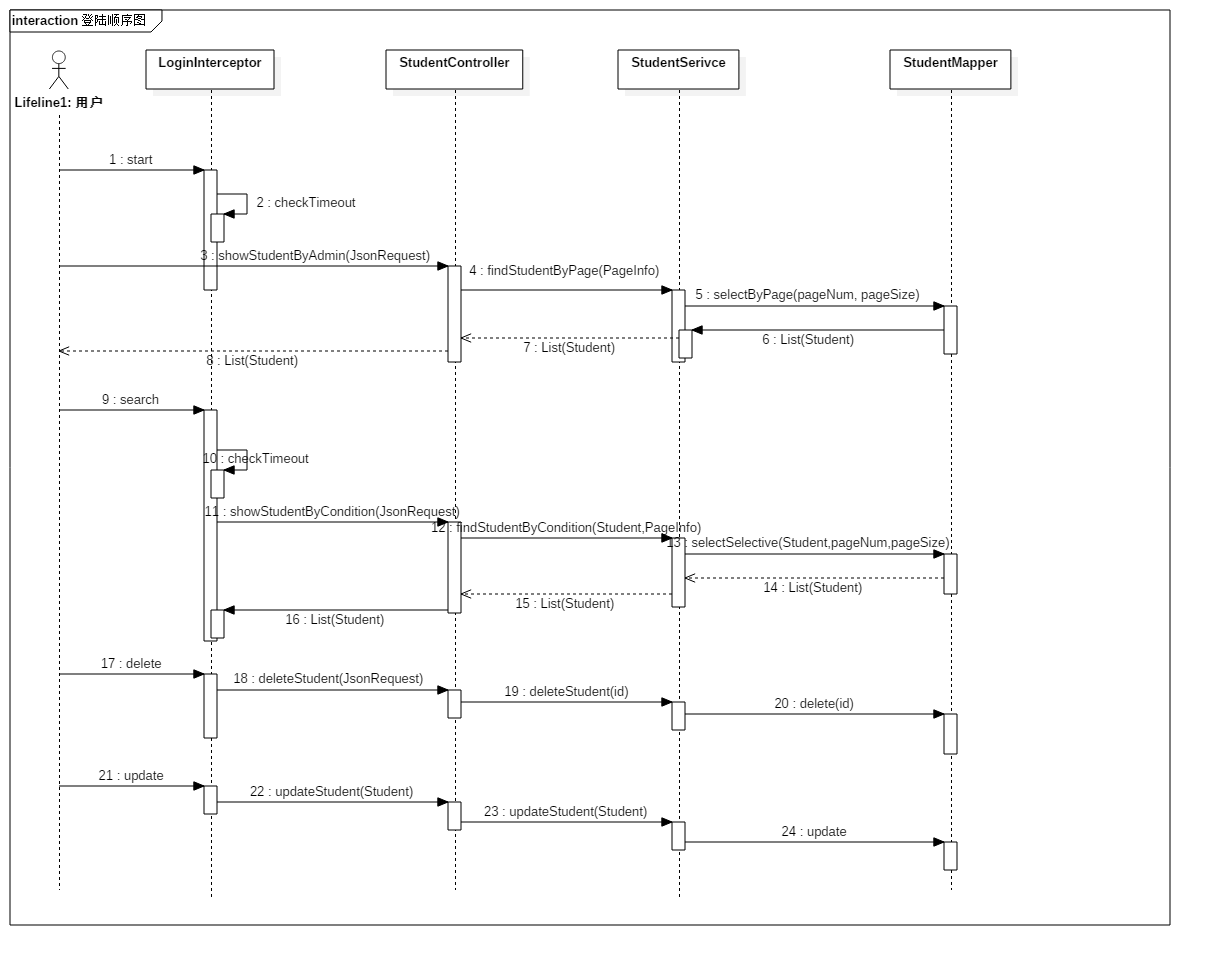 interaction 登陆顺序图
LoginInterceptor
StudentController
StudentSerivce
StudentMapper
Lifeline1: 用户
1 : start
2 : checkTimeout
3 : showStudentByAdmin(JsonRequest)
4 : findStudentByPage(PageInfo)
5 : selectByPage(pageNum, pageSize)
6 : List(Student)
7 : List(Student)
8 : List(Student)
9 : search
10 : checkTimeout
11 : showStudentByCondition(JsonRequest)
12 : findStudentByCondition(Student,PageInfo)
13 : selectSelective(Student,pageNum,pageSize)
14 : List(Student)
15 : List(Student)
16 : List(Student)
17 : delete
18 : deleteStudent(JsonRequest)
19 : deleteStudent(id)
20 : delete(id)
21 : update
22 : updateStudent(Student)
23 : updateStudent(Student)
24 : update